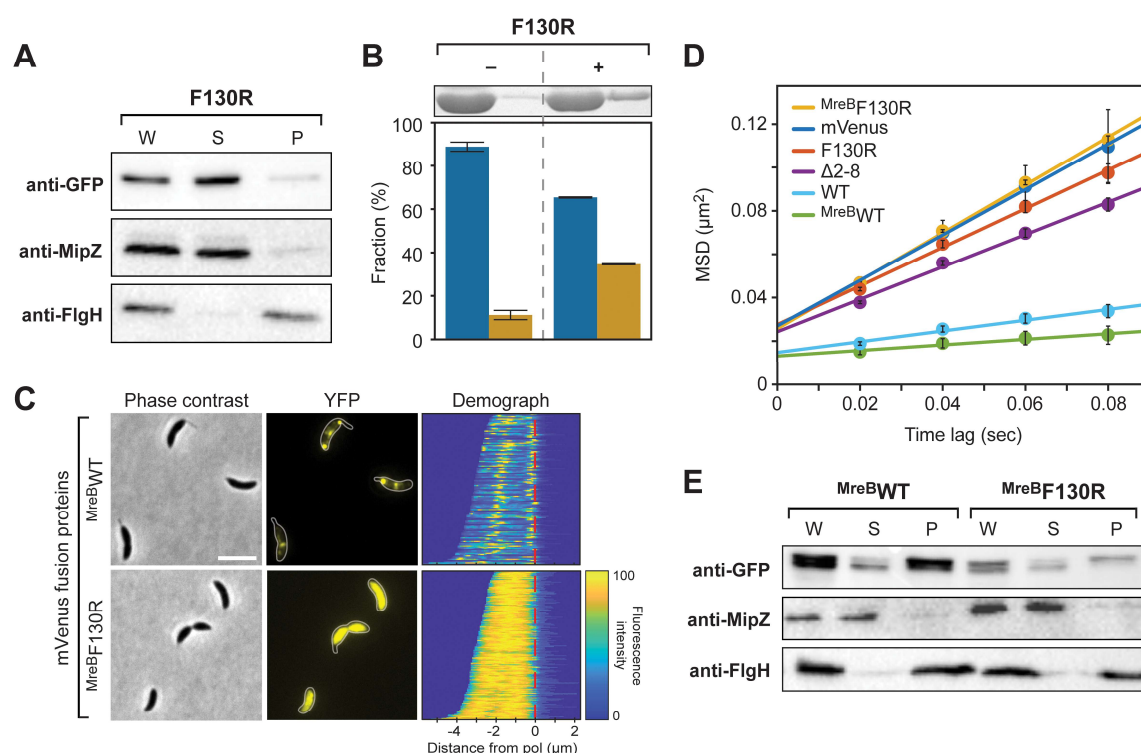 A
F130R
W S P
anti-GFP
anti-MipZ
anti-FlgH
B
F130R
– +
Fraction (%)
100
80
60
40
20
0
C
Phase contrast YFP Demograph
mVenus fusion proteins
MreBWT
MreBF130R
100
Fluorescence
intensity
0
-4 -2 0 2
Distance from pol (µm)
D
MreBF130R
mVenus
F130R
Δ2-8
WT
MreBWT
MSD (µm²)
0.12
0.08
0.04
0
0 0.02 0.04 0.06 0.08
Time lag (sec)
E
MreBWT MreBF130R
W S P W S P
anti-GFP
anti-MipZ
anti-FlgH